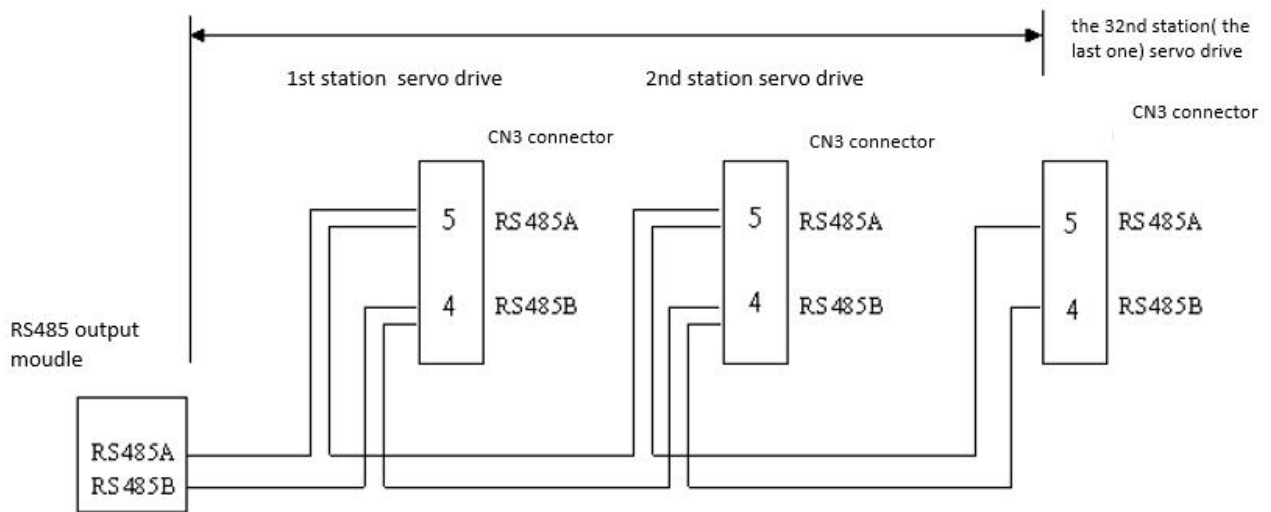 the 32nd station( the
last one) servo drive
1st station servo drive
2nd station servo drive
CN3 connector
CN3 connector
CN3 connector
5
RS485A
5
RS485A
5
RS485A
4
RS485B
4
RS485B
4
RS485B
RS485 output
moudle
RS485A
RS485B